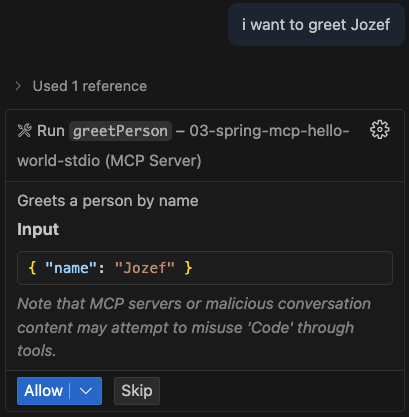 i want to greet Jozef
Used 1 reference
Run greetPerson – 03-spring-mcp-hello-
world-stdio (MCP Server)
Greets a person by name
Input
{ "name": "Jozef" }
Note that MCP servers or malicious conversation
content may attempt to misuse 'Code' through
tools.
Allow
Skip